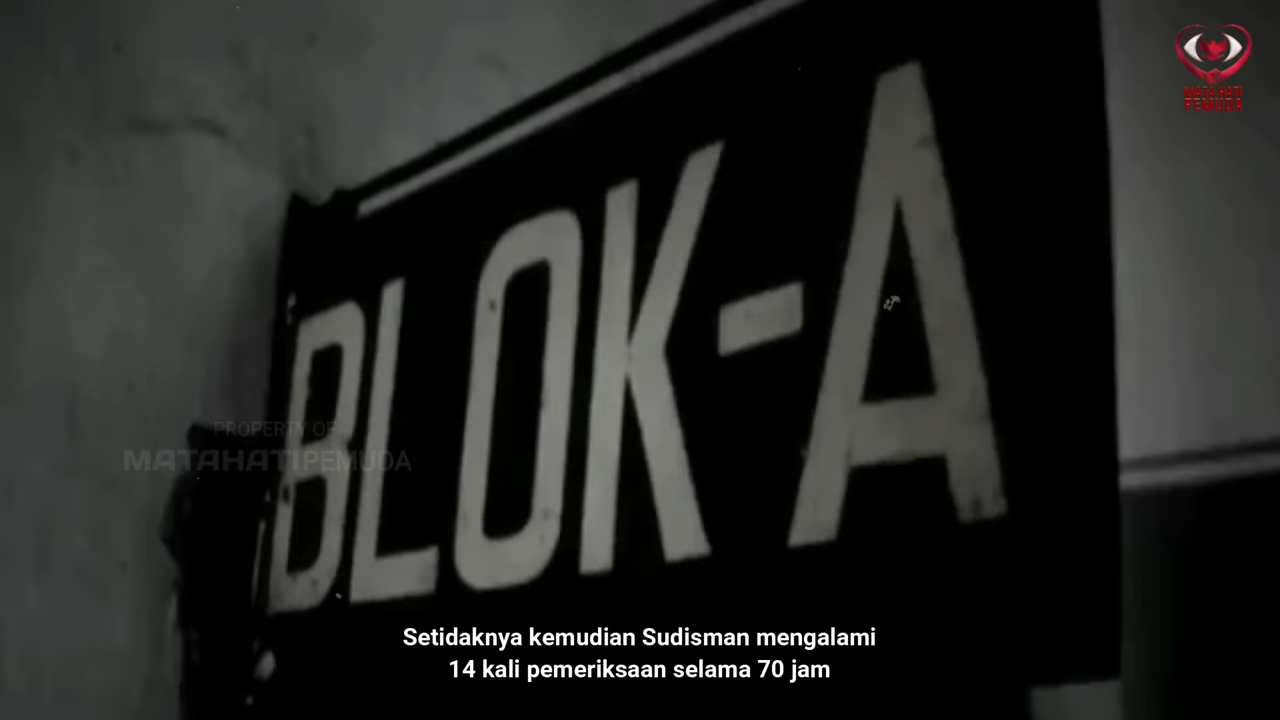 MATA HATI
PEMUDA
BLOK-A
PROPERTY OF
MATAHATIPEMUDA
Setidaknya kemudian Sudisman mengalami
14 kali pemeriksaan selama 70 jam